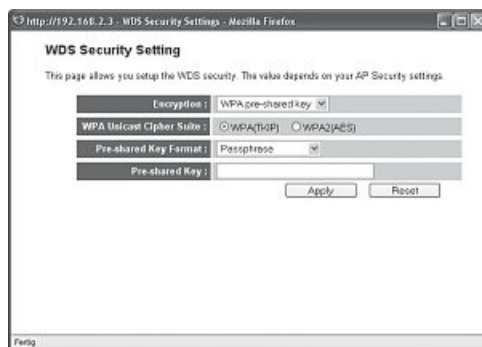 http://192.168.2.3 - WDS Security Settings - Mozilla Firefox
WDS Security Setting
This page allows you setup the WDS security. The value depends on your AP Security settings.
Encryption : WPA pre-shared key
WPA Unicast Cipher Suite : WPA(TKIP) WPA2(AES)
Pre-shared Key Format : Passphrase
Pre-shared Key :
Apply Reset
Fertig